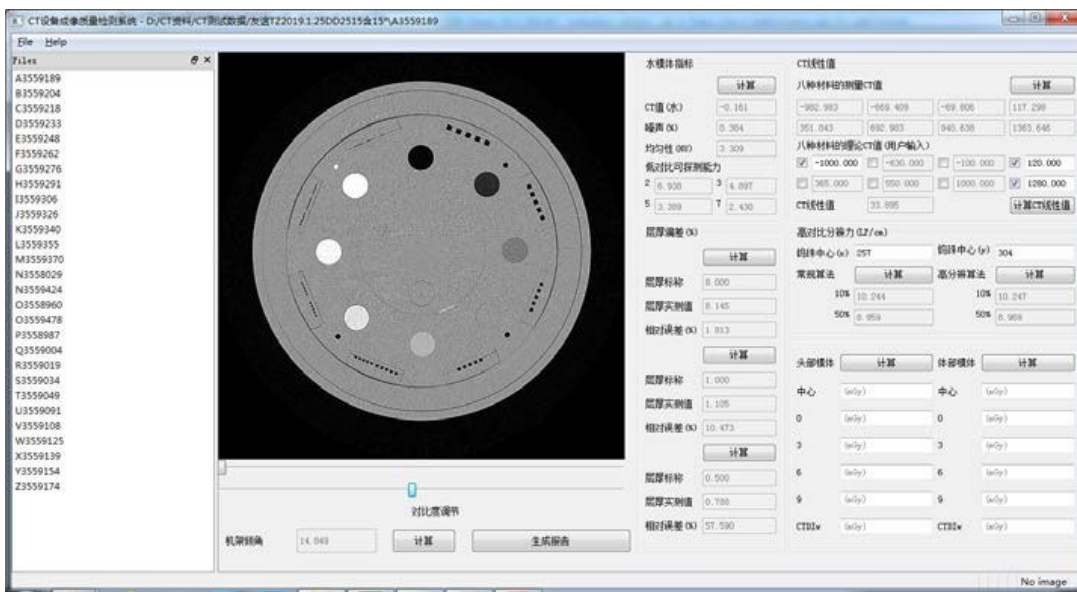 CT设备成像质量检测系统 - D:/CT资料/CT测试数据/友谊TZ2019.1.25DD2515含15°\A3559189
File Help
Files
A3559189
B3559204
C3559218
D3559233
E3559248
F3559262
G3559276
H3559291
I3559306
J3559326
K3559340
L3559355
M3559370
N3558029
N3559424
O3558960
O3559478
P3558987
Q3559004
R3559019
S3559034
T3559049
U3559091
V3559108
W3559125
X3559139
Y3559154
Z3559174
对比度调节
机架倾角 14.849 计算 生成报告
水模体指标
计算
CT值(水) -0.161
噪声(%) 0.384
均匀性(HU) 3.309
低对比可探测能力
2 6.938 3 4.897
5 3.389 7 2.430
层厚偏差(%)
计算
层厚标称 8.000
层厚实测值 8.145
相对误差(%) 1.813
计算
层厚标称 1.000
层厚实测值 1.105
相对误差(%) 10.473
计算
层厚标称 0.500
层厚实测值 0.788
相对误差(%) 57.590
CT线性值
八种材料的测量CT值 计算
-982.983 -669.409 -69.806 117.298
351.043 892.983 940.638 1363.646
八种材料的理论CT值(用户输入)
-1000.000 -630.000 -100.000 120.000
365.000 550.000 1000.000 1280.000
CT线性值 33.895 计算CT线性值
高对比分辨力(LP/cm)
钨珠中心(x) 257 钨珠中心(y) 304
常规算法 计算 高分辨算法 计算
10% 10.244 10% 10.247
50% 8.959 50% 8.969
头部模体 计算 体部模体 计算
中心 (mGy) 中心 (mGy)
0 (mGy) 0 (mGy)
3 (mGy) 3 (mGy)
6 (mGy) 6 (mGy)
9 (mGy) 9 (mGy)
CTDIw (mGy) CTDIw (mGy)
No image